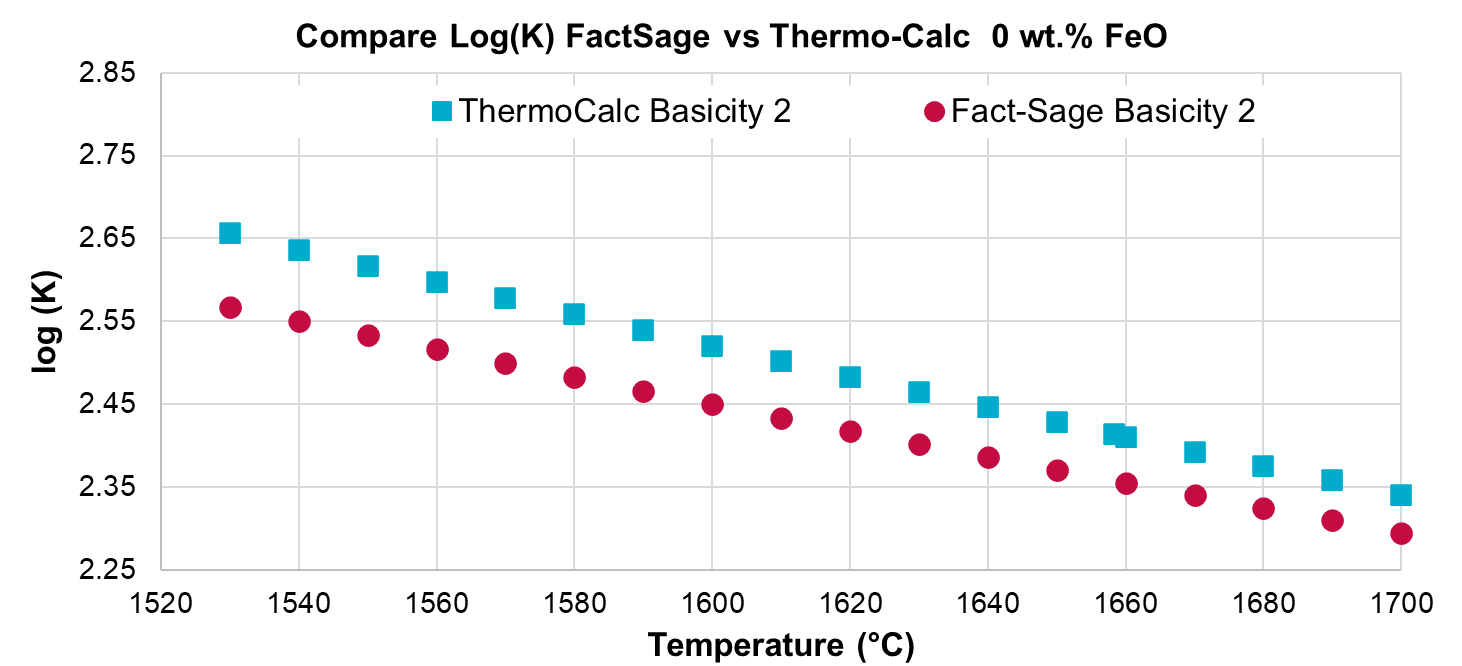 Compare Log(K) FactSage vs Thermo-Calc  0 wt.% FeO
2.85
ThermoCalc Basicity 2
Fact-Sage Basicity 2
2.75
2.65
2.55
2.45
2.35
2.25
log (K)
1520 1540 1560 1580 1600 1620 1640 1660 1680 1700
Temperature (°C)